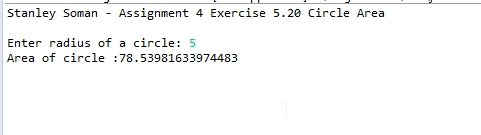 Stanley Soman - Assignment 4 Exercise 5.20 Circle Area
Enter radius of a circle: 5
Area of circle :78.53981633974483